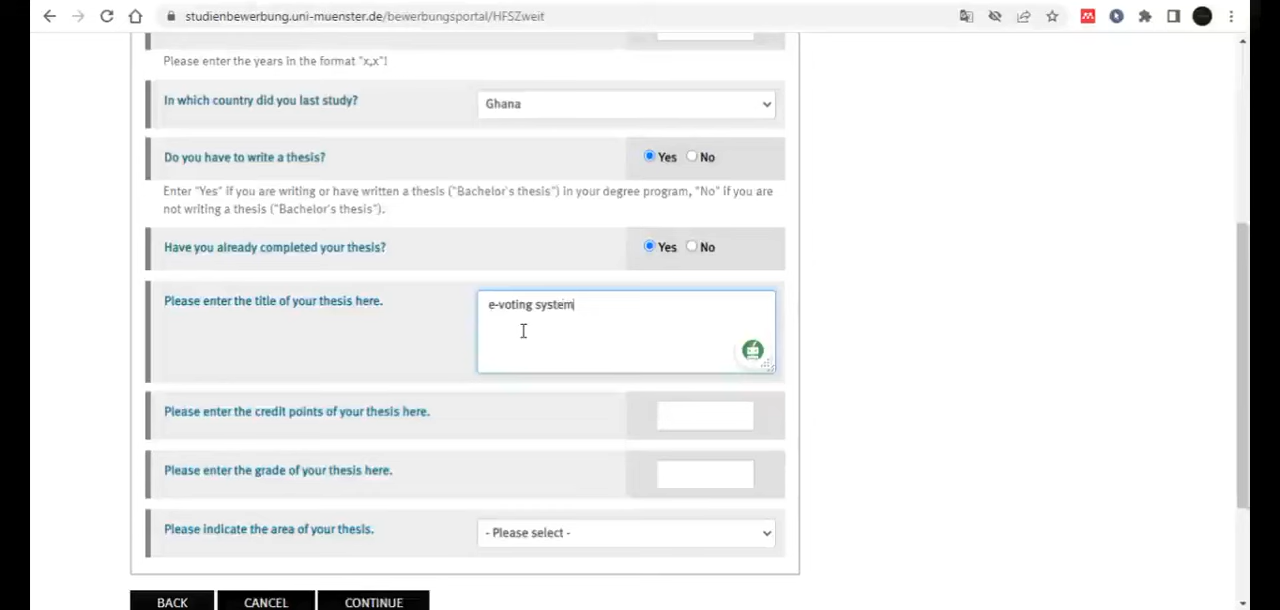 studienbewerbung.uni-muenster.de/bewerbungsportal/HFSZweit
Please enter the years in the format "x,x"!
In which country did you last study? Ghana
Do you have to write a thesis? Yes No
Enter "Yes" if you are writing or have written a thesis ("Bachelor's thesis") in your degree program, "No" if you are
not writing a thesis ("Bachelor's thesis").
Have you already completed your thesis? Yes No
Please enter the title of your thesis here. e-voting system
Please enter the credit points of your thesis here.
Please enter the grade of your thesis here.
Please indicate the area of your thesis. - Please select -
BACK CANCEL CONTINUE